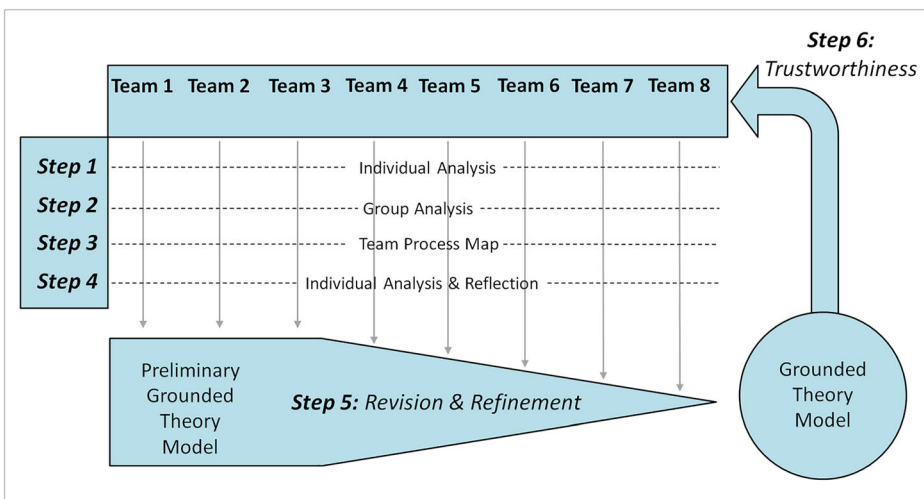 Step 6:
Trustworthiness
Team 1 Team 2 Team 3 Team 4 Team 5 Team 6 Team 7 Team 8
Step 1 Individual Analysis
Step 2 Group Analysis
Step 3 Team Process Map
Step 4 Individual Analysis & Reflection
Preliminary
Grounded
Theory
Model
Step 5: Revision & Refinement
Grounded
Theory
Model